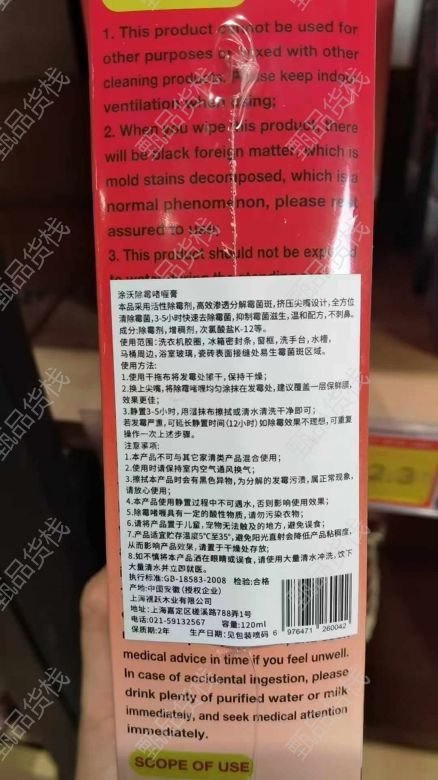 1. This product cannot be used for
other purposes or mixed with other
cleaning products. Please keep indoor
ventilation when using;
2. When you wipe this product, there
will be black foreign matter, which is
mold stains decomposed, which is a
normal phenomenon, please rest
assured to use;
3. This product should not be exposed
涂沃除霉啫喱膏
本品采用活性除霉剂,高效渗透分解霉菌斑,挤压尖嘴设计,全方位
清除霉菌,3-5小时快速去除霉菌,抑制霉菌滋生,温和配方,不刺鼻。
成分:除霉剂,增稠剂,次氯酸盐K-12等。
使用范围:洗衣机胶圈,冰箱密封条,窗框,洗手台,水槽,
马桶周边,浴室玻璃,瓷砖表面接缝处易生霉菌斑区域。
使用方法:
1.使用干拖布将发霉处擦干,保持干燥;
2.换上尖嘴,将除霉啫喱均匀涂抹在发霉处,建议覆盖一层保鲜膜,
效果更佳;
3.静置3-5小时,用湿抹布擦拭或清水清洗干净即可;
若发霉严重,可延长静置时间(12小时)如除霉效果不理想,可重复
操作一次上述步骤。
注意事项:
1.本产品不可与其它家清类产品混合使用;
2.使用时请保持室内空气通风换气;
3.擦拭本产品时会有黑色异物,为分解的发霉污渍,属正常现象,
请放心使用;
4.本产品使用静置过程中不可遇水,否则影响使用效果;
5.除霉啫喱具有一定的酸性物质,请勿污染衣物;
6.请将产品置于儿童,宠物无法触及的地方,避免误食;
7.产品适宜贮存温度5℃至35℃,避免阳光直射会降低产品粘稠度,
从而影响产品效果,请置于干燥处存放;
8.如不慎将本产品洒在眼睛或误食,请使用大量清水冲洗,饮下
大量清水并立即就医。
执行标准:GB-18583-2008 检验:合格
产地:中国安徽(授权企业)
上海禩跃木业有限公司
地址:上海嘉定区嵯溪路788弄1号
电话:021-59132567 容量:120ml
保质期:2年 生产日期:见包装喷码
6 976471 260042
medical advice in time if you feel unwell.
In case of accidental ingestion, please
drink plenty of purified water or milk
immediately, and seek medical attention
immediately.
SCOPE OF USE
甄品货栈